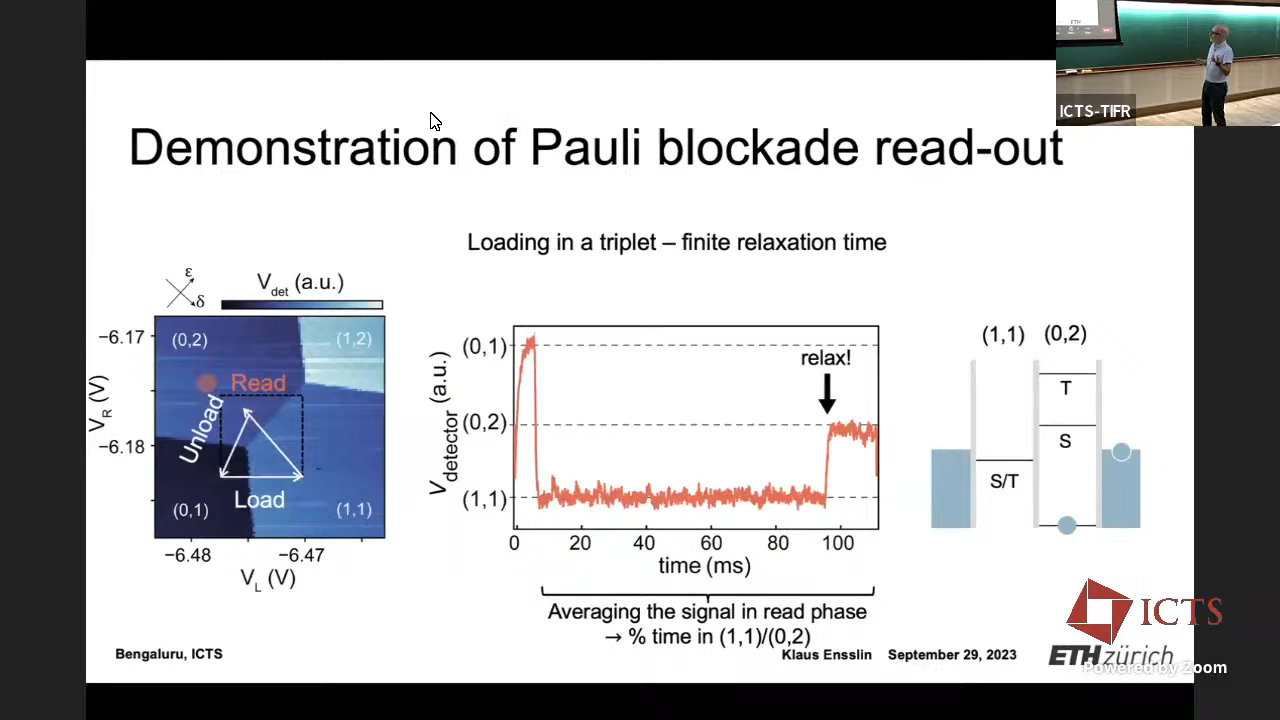 ETH
ICTS-TIFR
Demonstration of Pauli blockade read-out
Loading in a triplet – finite relaxation time
ε
δ
V_det (a.u.)
−6.17
−6.18
V_R (V)
(0,2)
(1,2)
Read
Unload
Load
(0,1)
(1,1)
−6.48
−6.47
V_L (V)
V_detector (a.u.)
(0,1)
(0,2)
(1,1)
relax!
0 20 40 60 80 100
time (ms)
Averaging the signal in read phase
→ % time in (1,1)/(0,2)
(1,1) (0,2)
T
S
S/T
ICTS
Bengaluru, ICTS
Klaus Ensslin September 29, 2023
ETH zürich
Powered by Zoom